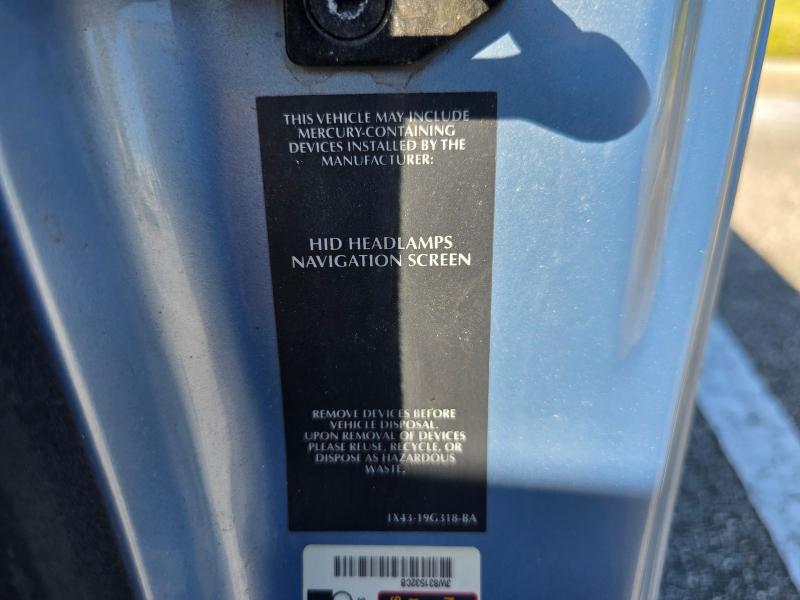 THIS VEHICLE MAY INCLUDE
MERCURY-CONTAINING
DEVICES INSTALLED BY THE
MANUFACTURER:
HID HEADLAMPS
NAVIGATION SCREEN
REMOVE DEVICES BEFORE
VEHICLE DISPOSAL.
UPON REMOVAL OF DEVICES
PLEASE REUSE, RECYCLE, OR
DISPOSE AS HAZARDOUS
WASTE.
1X43-19G318-BA